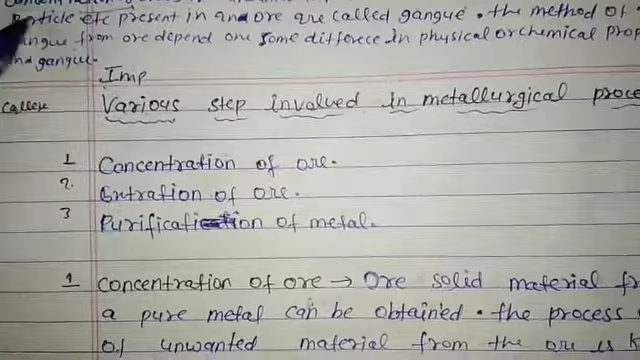 particle etc present in and ore are called gangue. the method of
gangue from ore depend one some differece in physical or chemical prop
and gangue.
Imp
Various step involved in metallurgical proce
1 Concentration of ore.
2. Extration of ore.
3 Purification of metal.
1 Concentration of ore → Ore solid material fr
a pure metal can be obtained. the process
of unwanted material from the ore is k